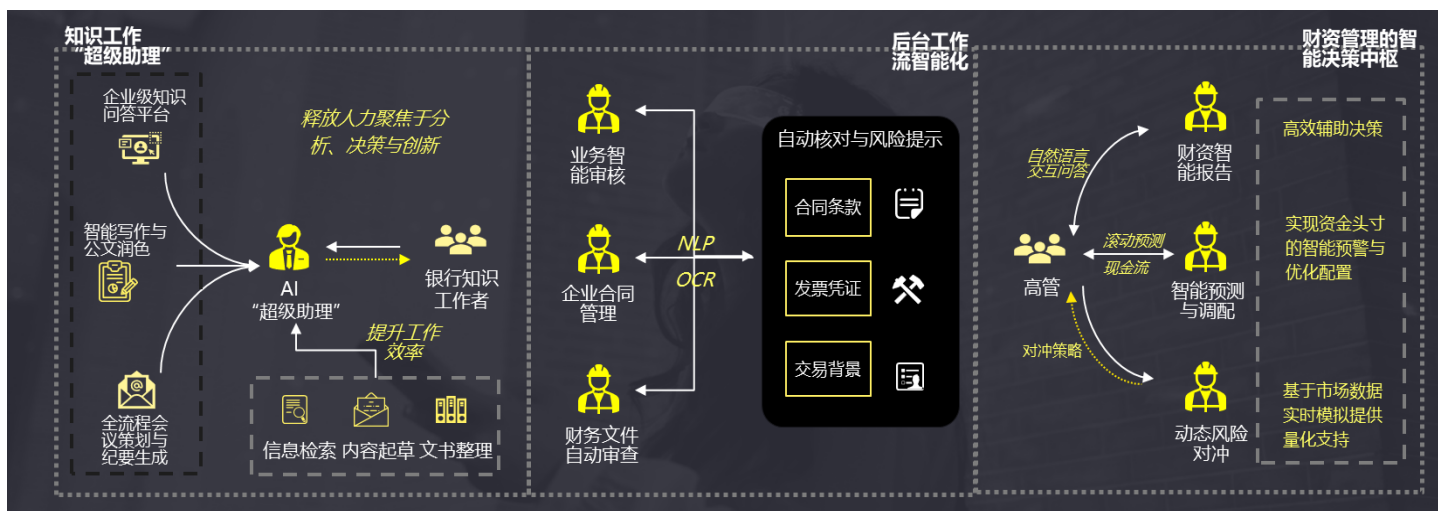 知识工作
“超级助理”
企业级知识
问答平台
智能写作与
公文润色
全流程会
议策划与
纪要生成
释放人力聚焦于分
析、决策与创新
AI
“超级助理”
银行知识
工作者
提升工作
效率
信息检索
内容起草
文书整理
后台工作
流智能化
业务智
能审核
企业合同
管理
财务文件
自动审查
NLP
OCR
自动核对与风险提示
合同条款
发票凭证
交易背景
财资管理的智
能决策中枢
自然语言
交互问答
高管
滚动预测
现金流
对冲策略
财资智
能报告
智能预测
与调配
动态风险
对冲
高效辅助决策
实现资金头寸
的智能预警与
优化配置
基于市场数据
实时模拟提供
量化支持